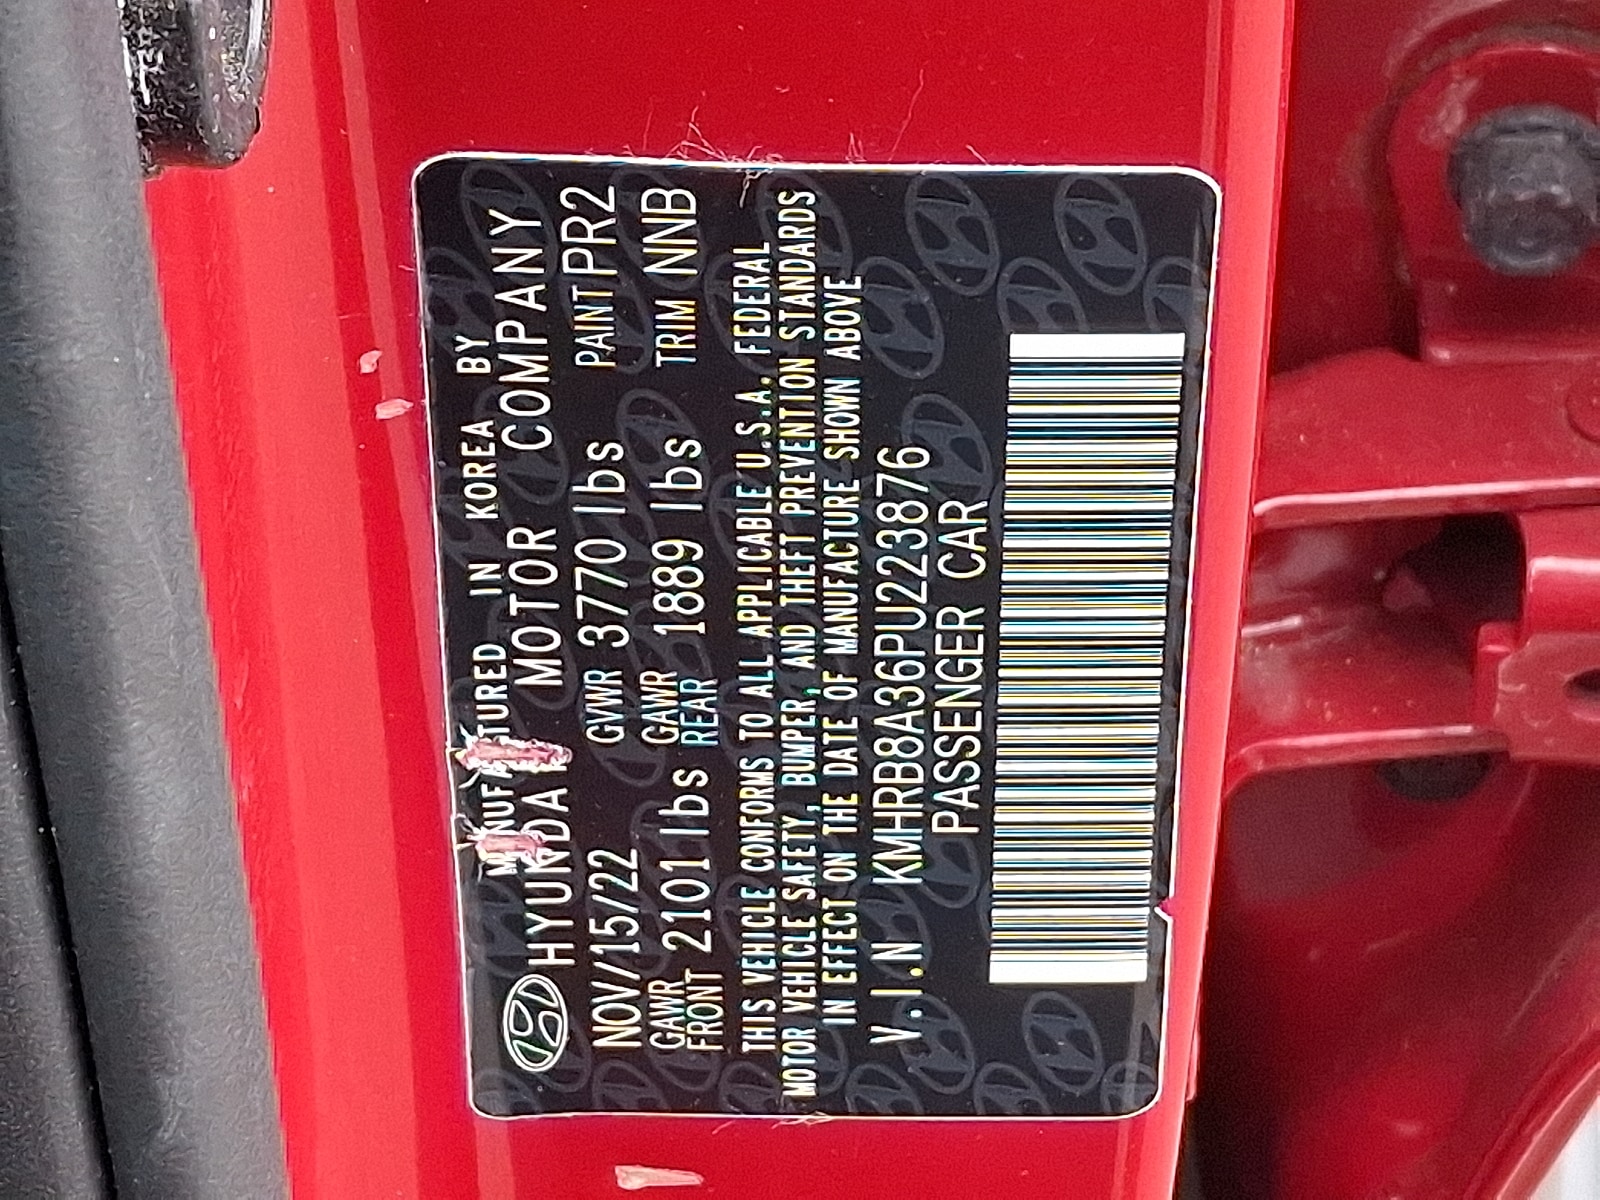 MANUFACTURED IN KOREA BY
HYUNDAI MOTOR COMPANY
NOV/15/22 GVWR 3770 lbs PAINT PR2
GAWR FRONT 2101 lbs GAWR REAR 1889 lbs TRIM NNB
THIS VEHICLE CONFORMS TO ALL APPLICABLE U.S.A. FEDERAL
MOTOR VEHICLE SAFETY, BUMPER, AND THEFT PREVENTION STANDARDS
IN EFFECT ON THE DATE OF MANUFACTURE SHOWN ABOVE
V.I.N KMHRB8A36PU223876
PASSENGER CAR